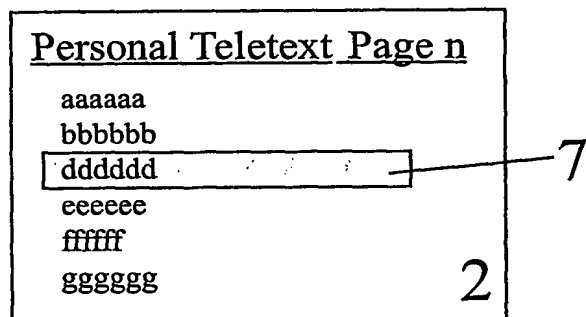 Personal Teletext Page n
aaaaaa
bbbbbb
dddddd
7
eeeeee
ffffff
gggggg
2